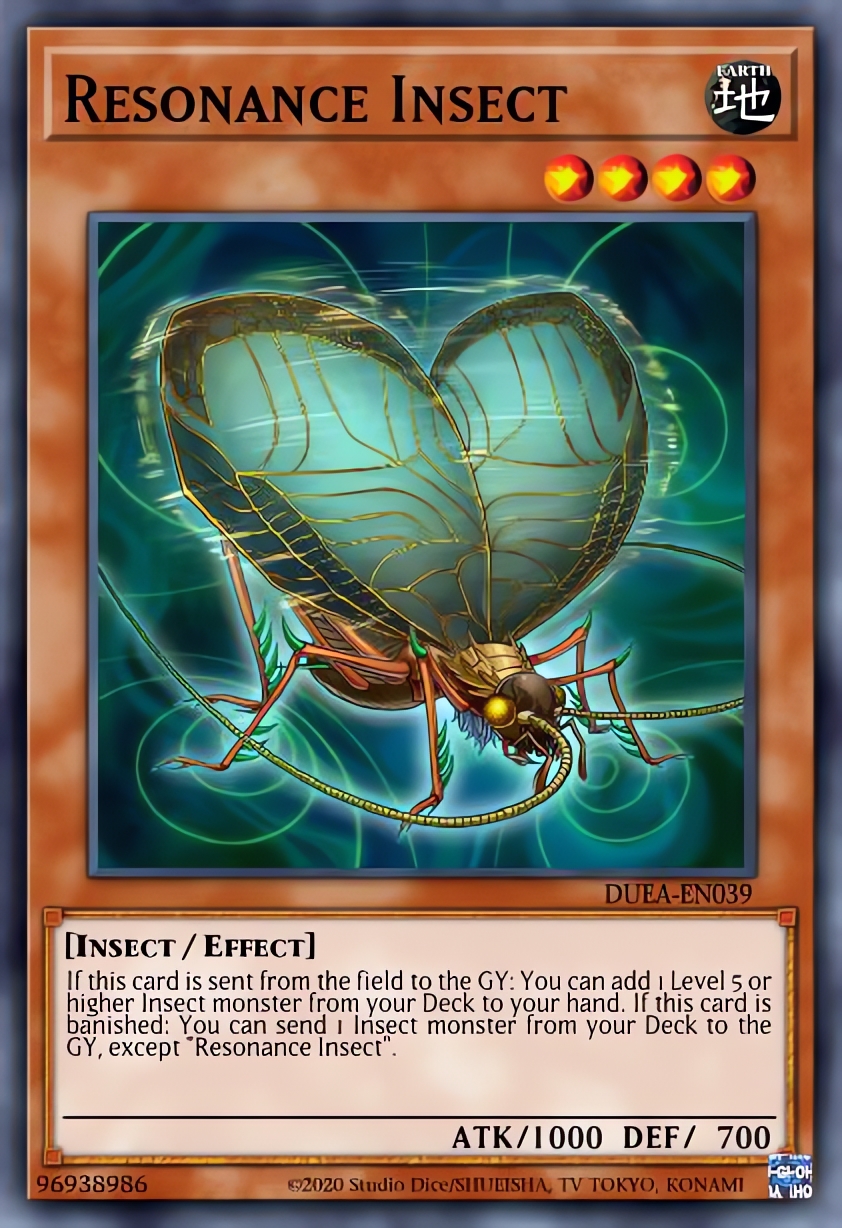 Resonance Insect
EARTH
地
DUEA-EN039
[Insect / Effect]
If this card is sent from the field to the GY: You can add 1 Level 5 or
higher Insect monster from your Deck to your hand. If this card is
banished: You can send 1 Insect monster from your Deck to the
GY, except "Resonance Insect".
ATK/1000 DEF/ 700
96938986
©2020 Studio Dice/SHUEISHA, TV TOKYO, KONAMI